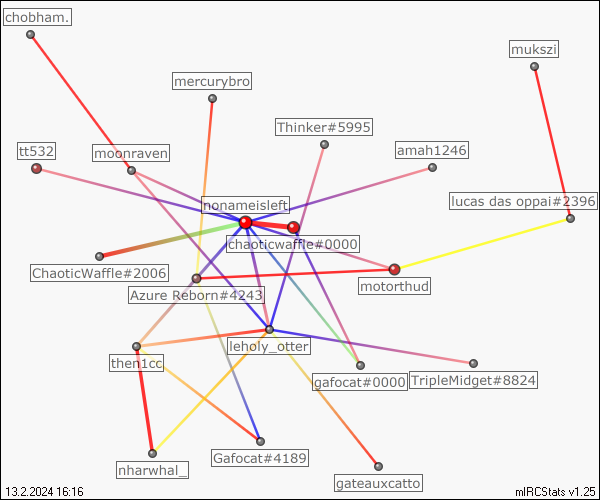 chobham.
mukszi
mercurybro
Thinker#5995
tt532
moonraven
amah1246
nonameisleft
lucas das oppai#2396
chaoticwaffle#0000
ChaoticWaffle#2006
Azure Reborn#4243
motorthud
leholy_otter
then1cc
gafocat#0000
TripleMidget#8824
nharwhal_
Gafocat#4189
gateauxcatto
13.2.2024 16:16
mIRCStats v1.25